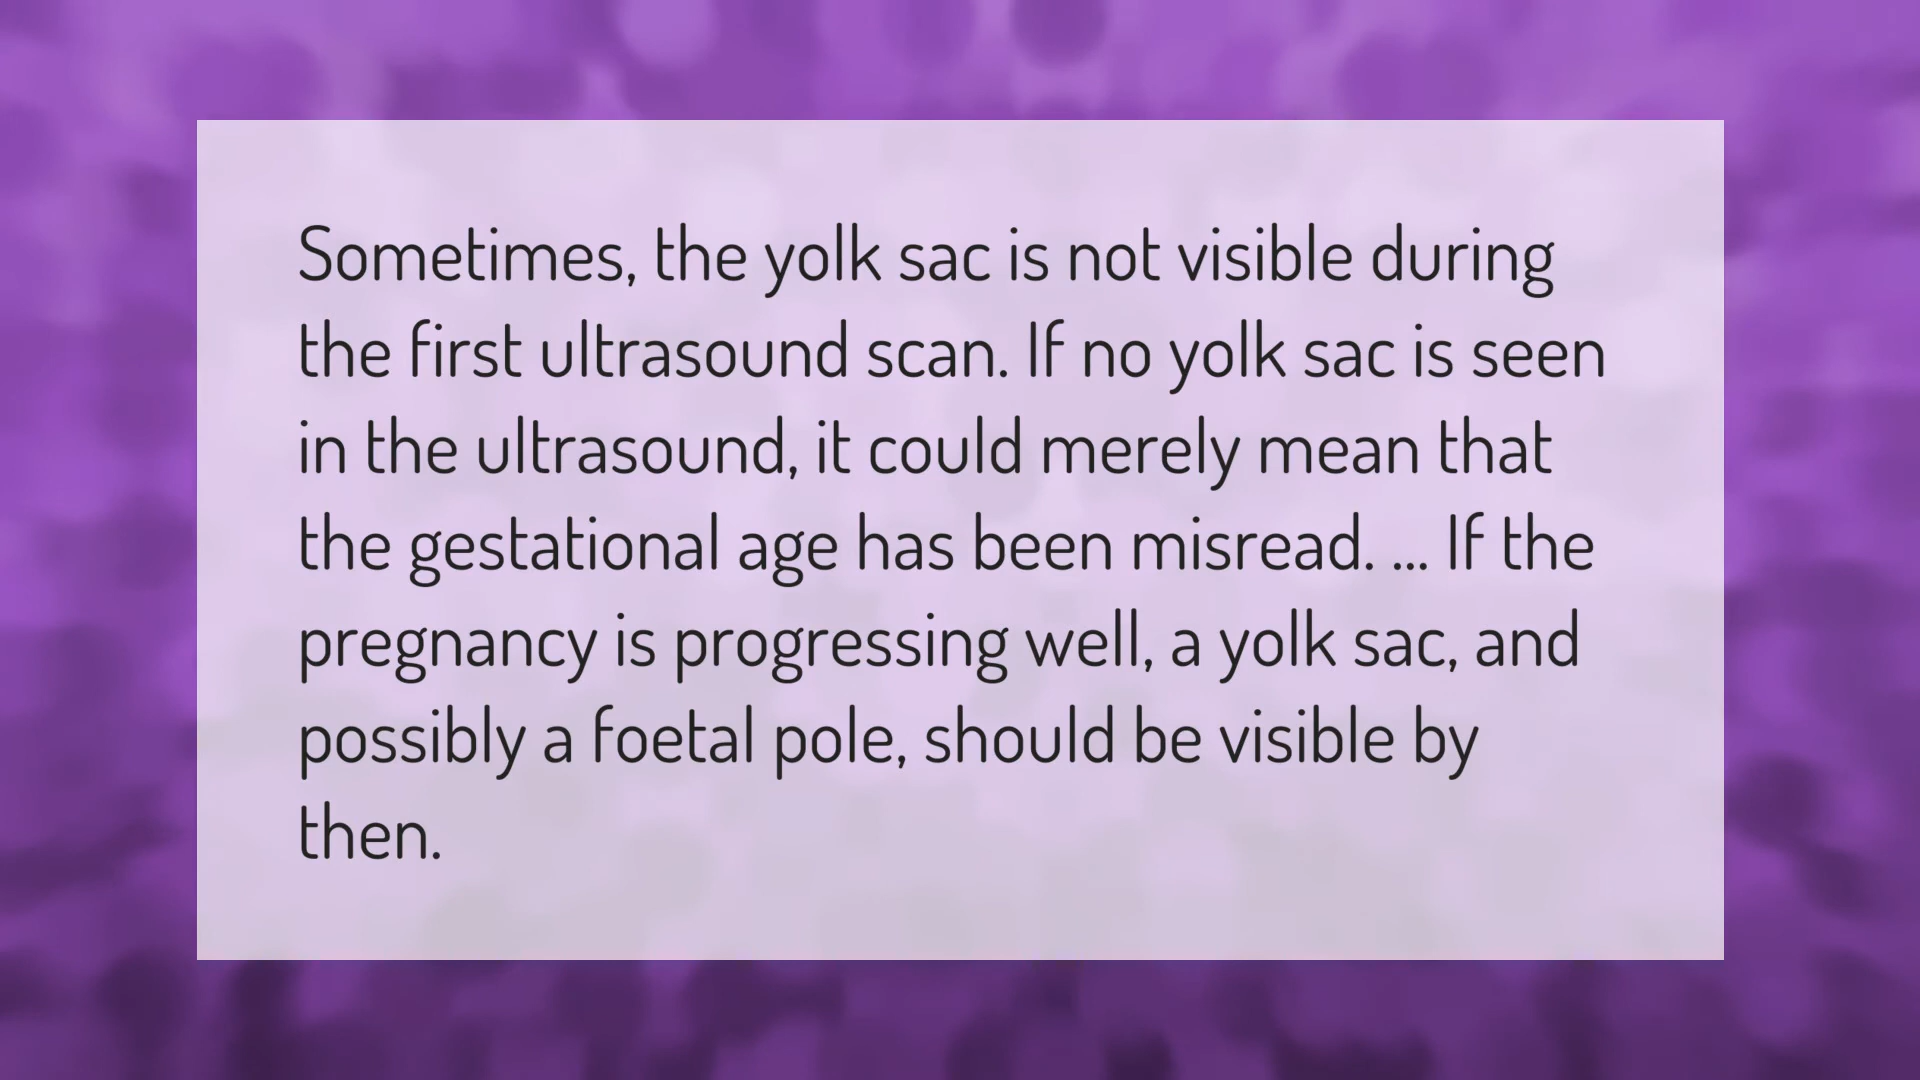 Sometimes, the yolk sac is not visible during
the first ultrasound scan. If no yolk sac is seen
in the ultrasound, it could merely mean that
the gestational age has been misread. ... If the
pregnancy is progressing well, a yolk sac, and
possibly a foetal pole, should be visible by
then.